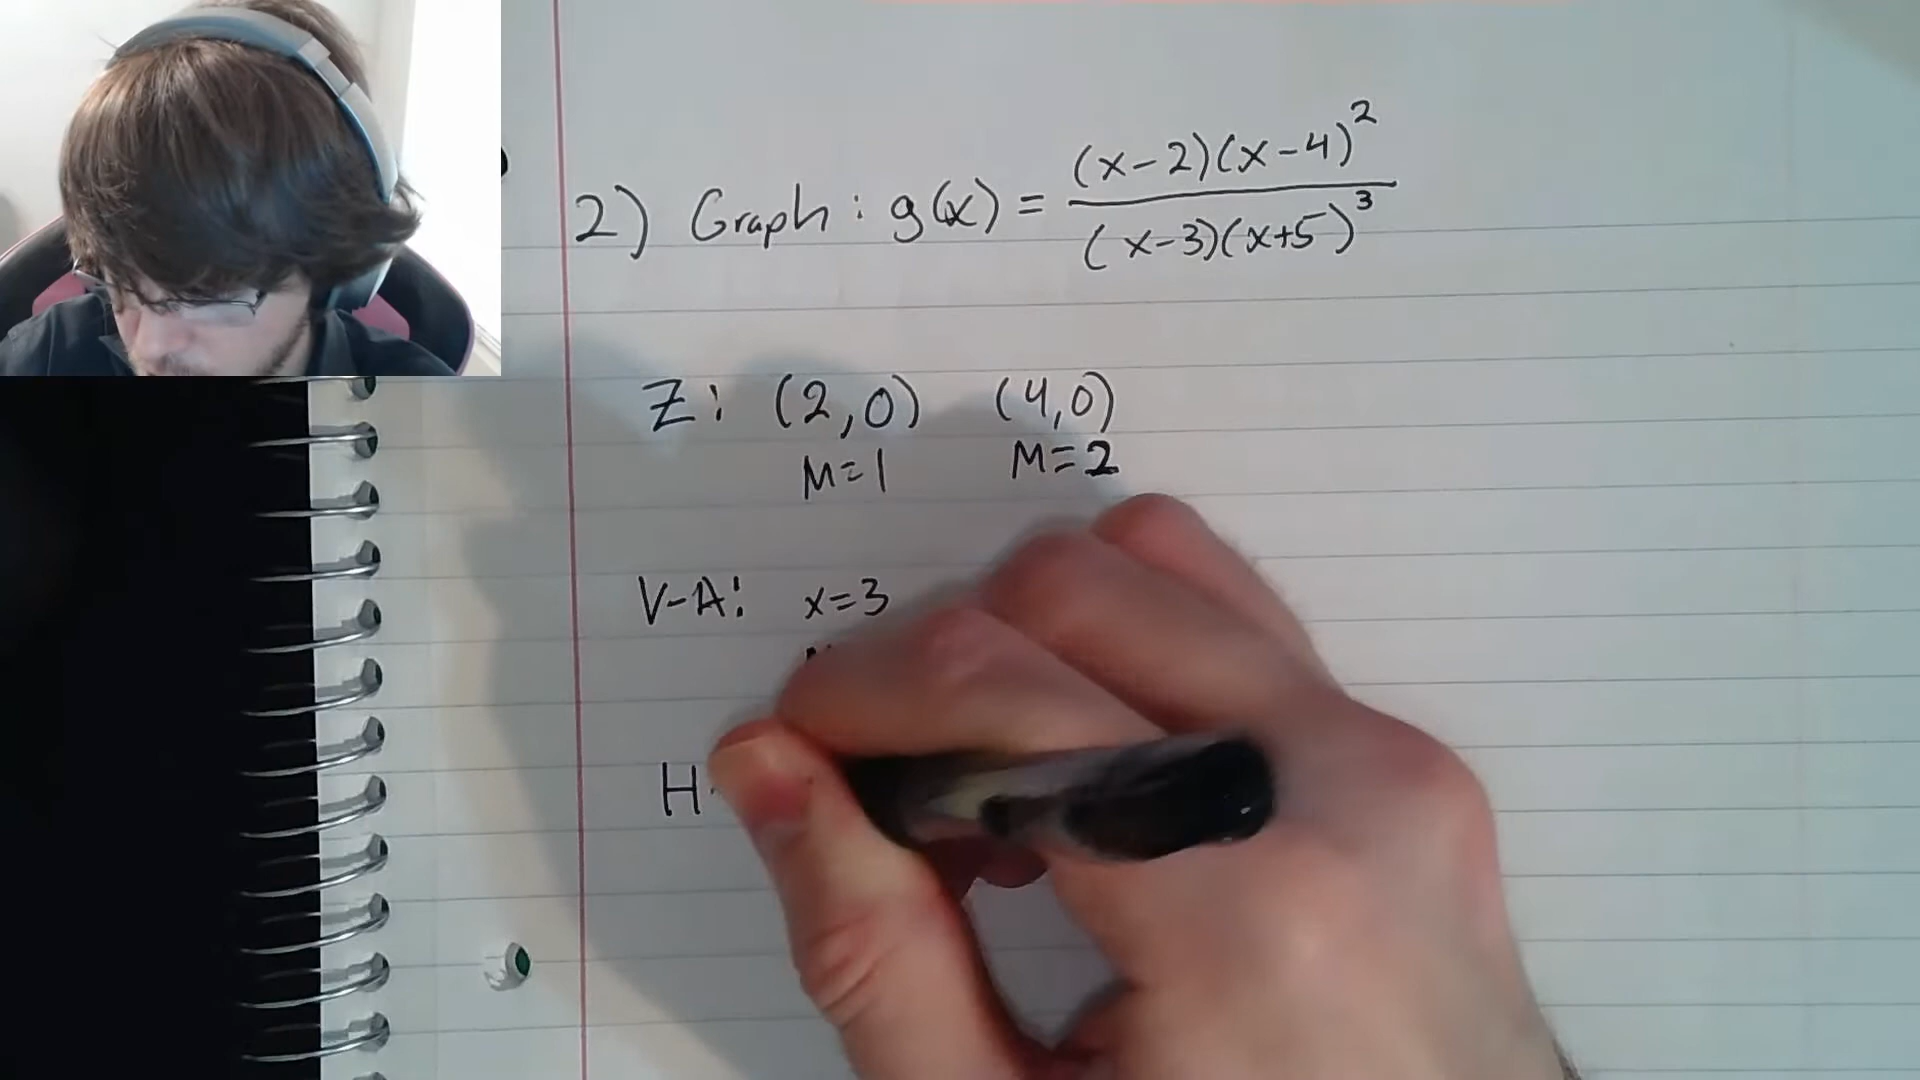 2) Graph: g(x) = (x-2)(x-4)²
(x-3)(x+5)³
Z: (2,0) (4,0)
M=1 M=2
V-A: x=3
H